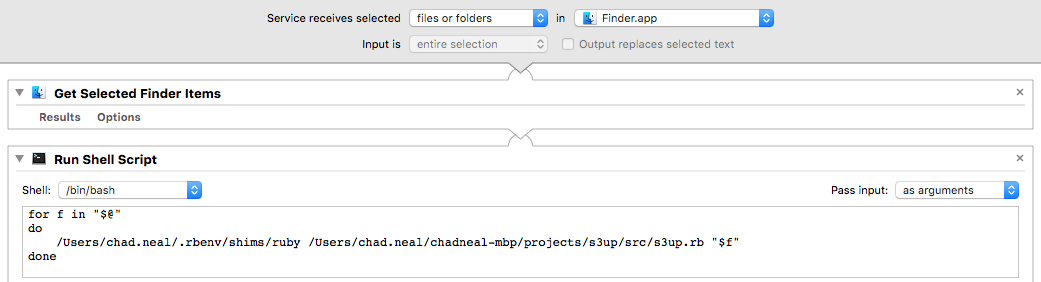 Service receives selected files or folders in Finder.app
Input is entire selection Output replaces selected text
Get Selected Finder Items
Results Options
Run Shell Script
Shell: /bin/bash Pass input: as arguments
for f in "$@"
do
    /Users/chad.neal/.rbenv/shims/ruby /Users/chad.neal/chadneal-mbp/projects/s3up/src/s3up.rb "$f"
done